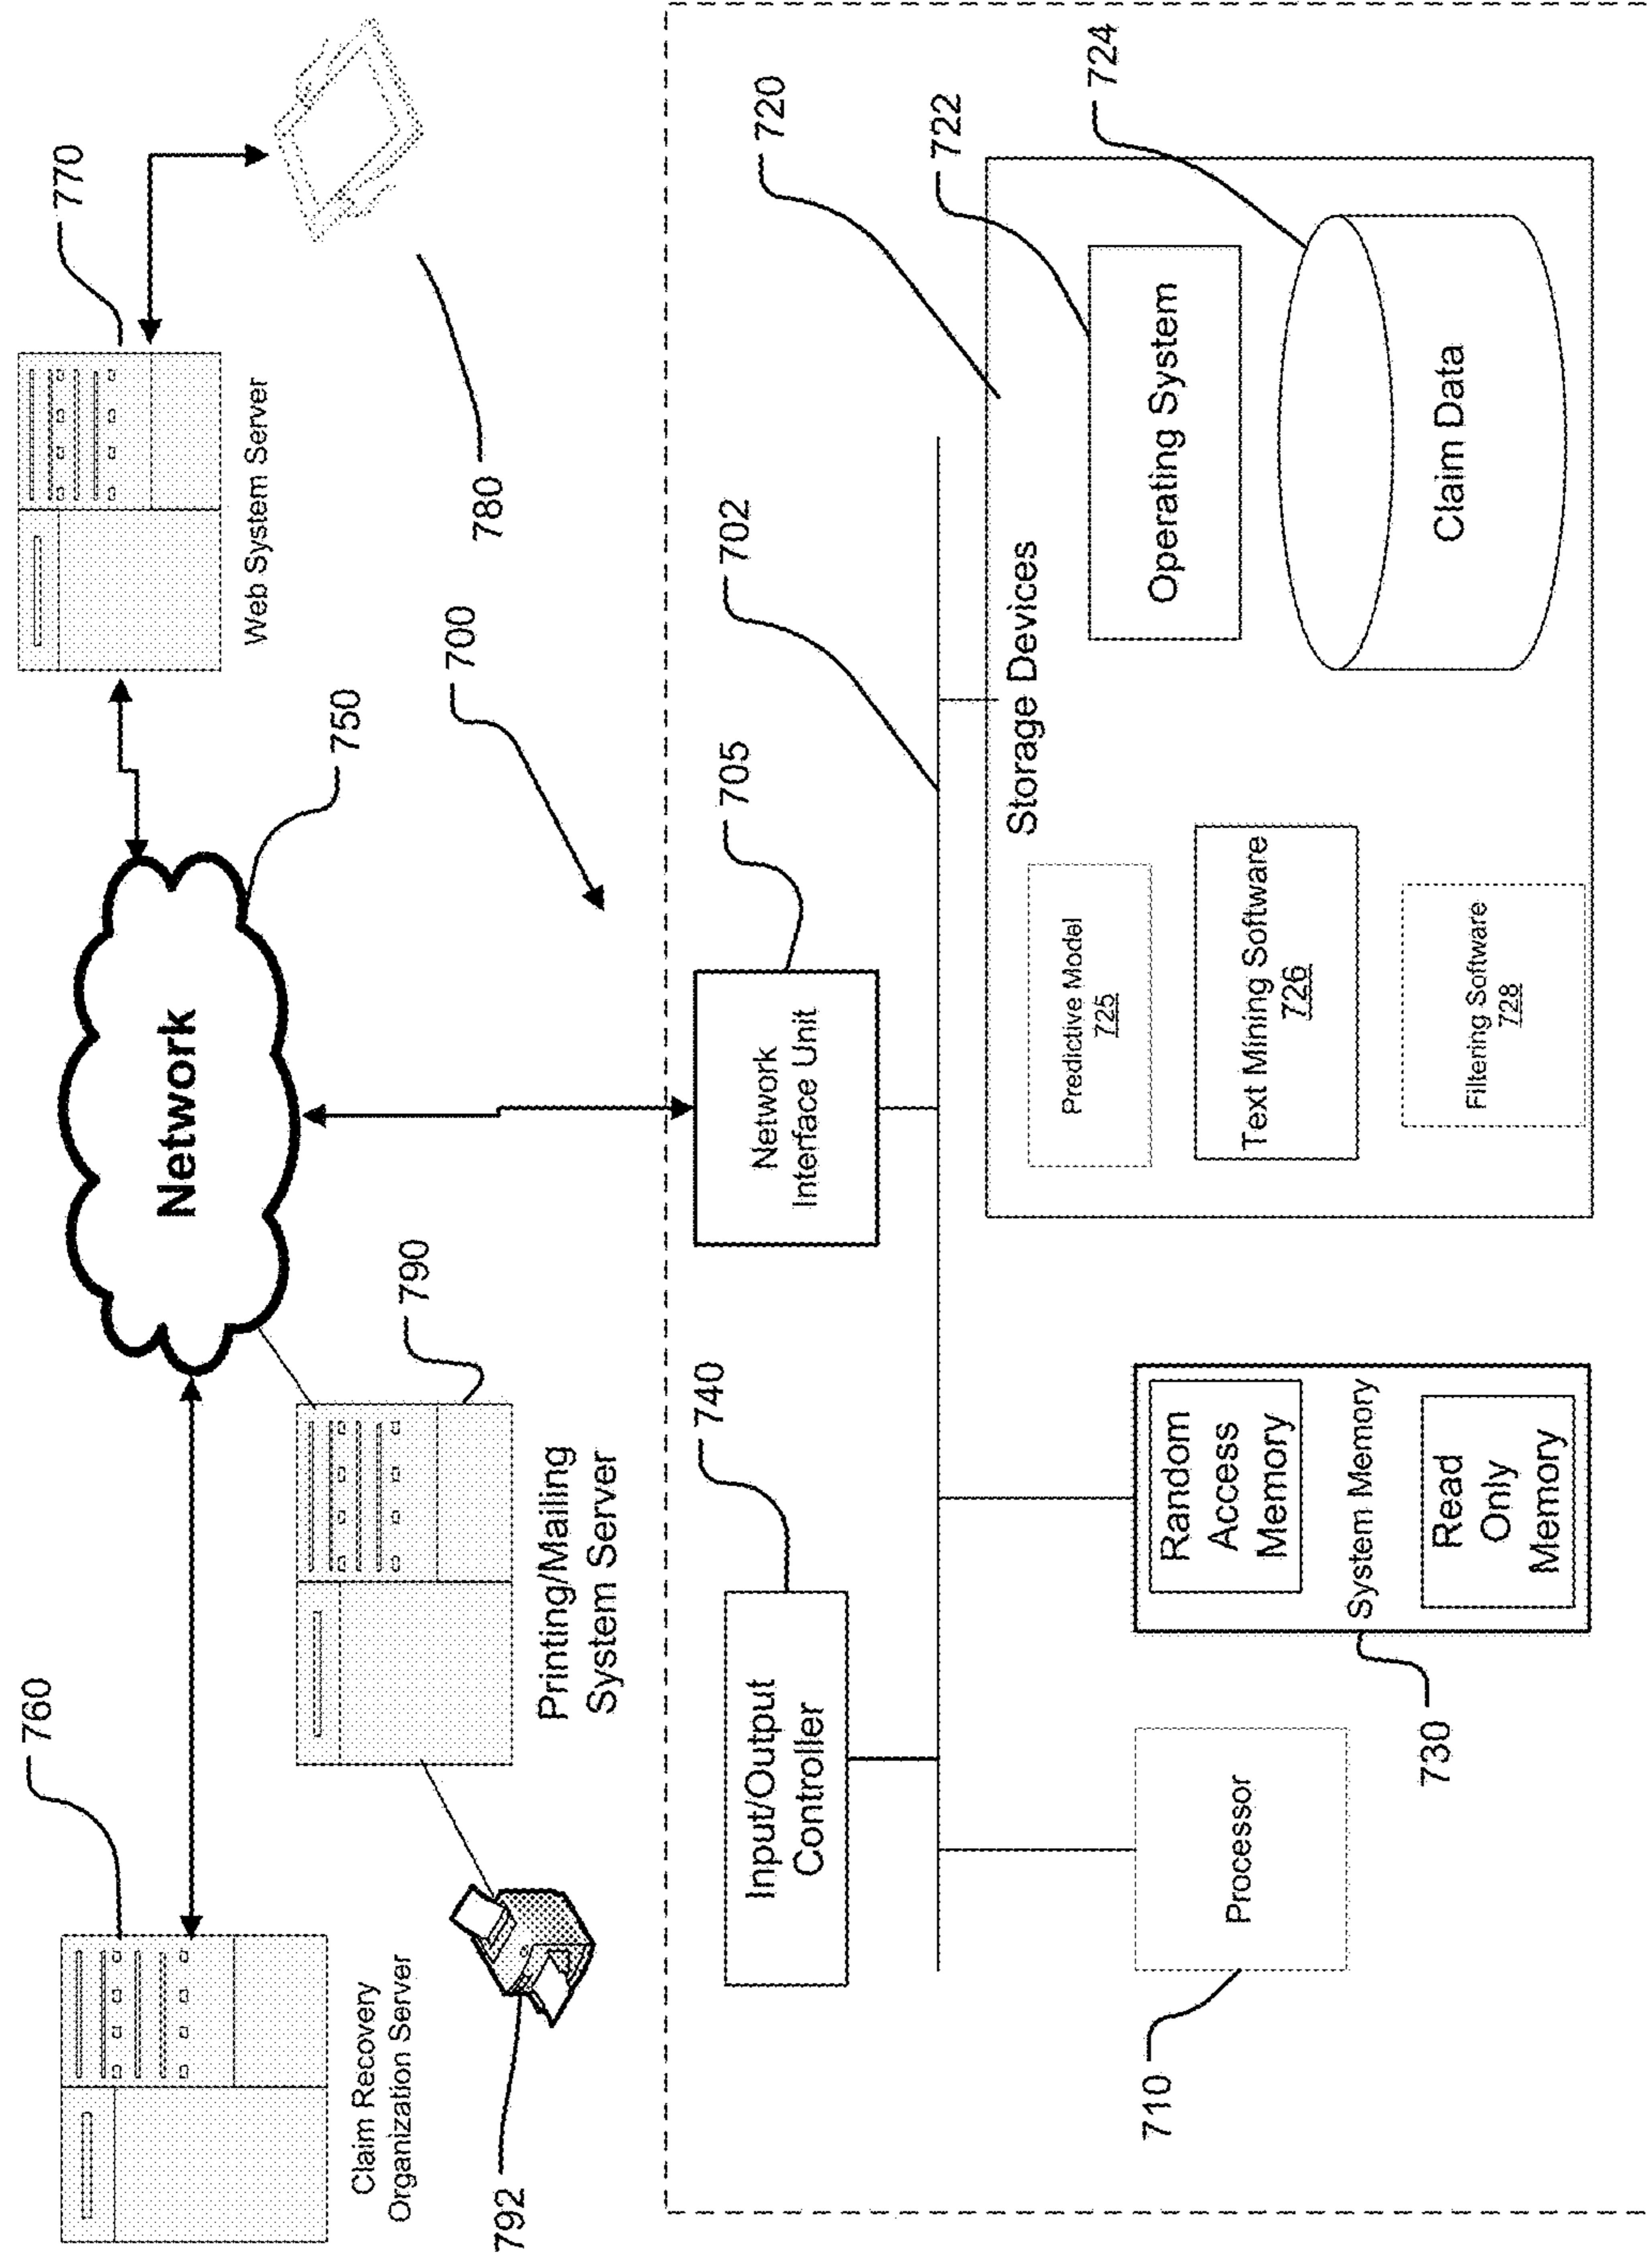 760
Claim Recovery
Organization Server
792
790
Printing/Mailing
System Server
Network
750
770
Web System Server
780
700
740
Input/Output
Controller
705
Network
Interface Unit
702
720
Storage Devices
722
Operating System
724
Claim Data
Predictive Model
725
Text Mining Software
726
Filtering Software
728
710
Processor
730
Random
Access
Memory
System Memory
Read
Only
Memory